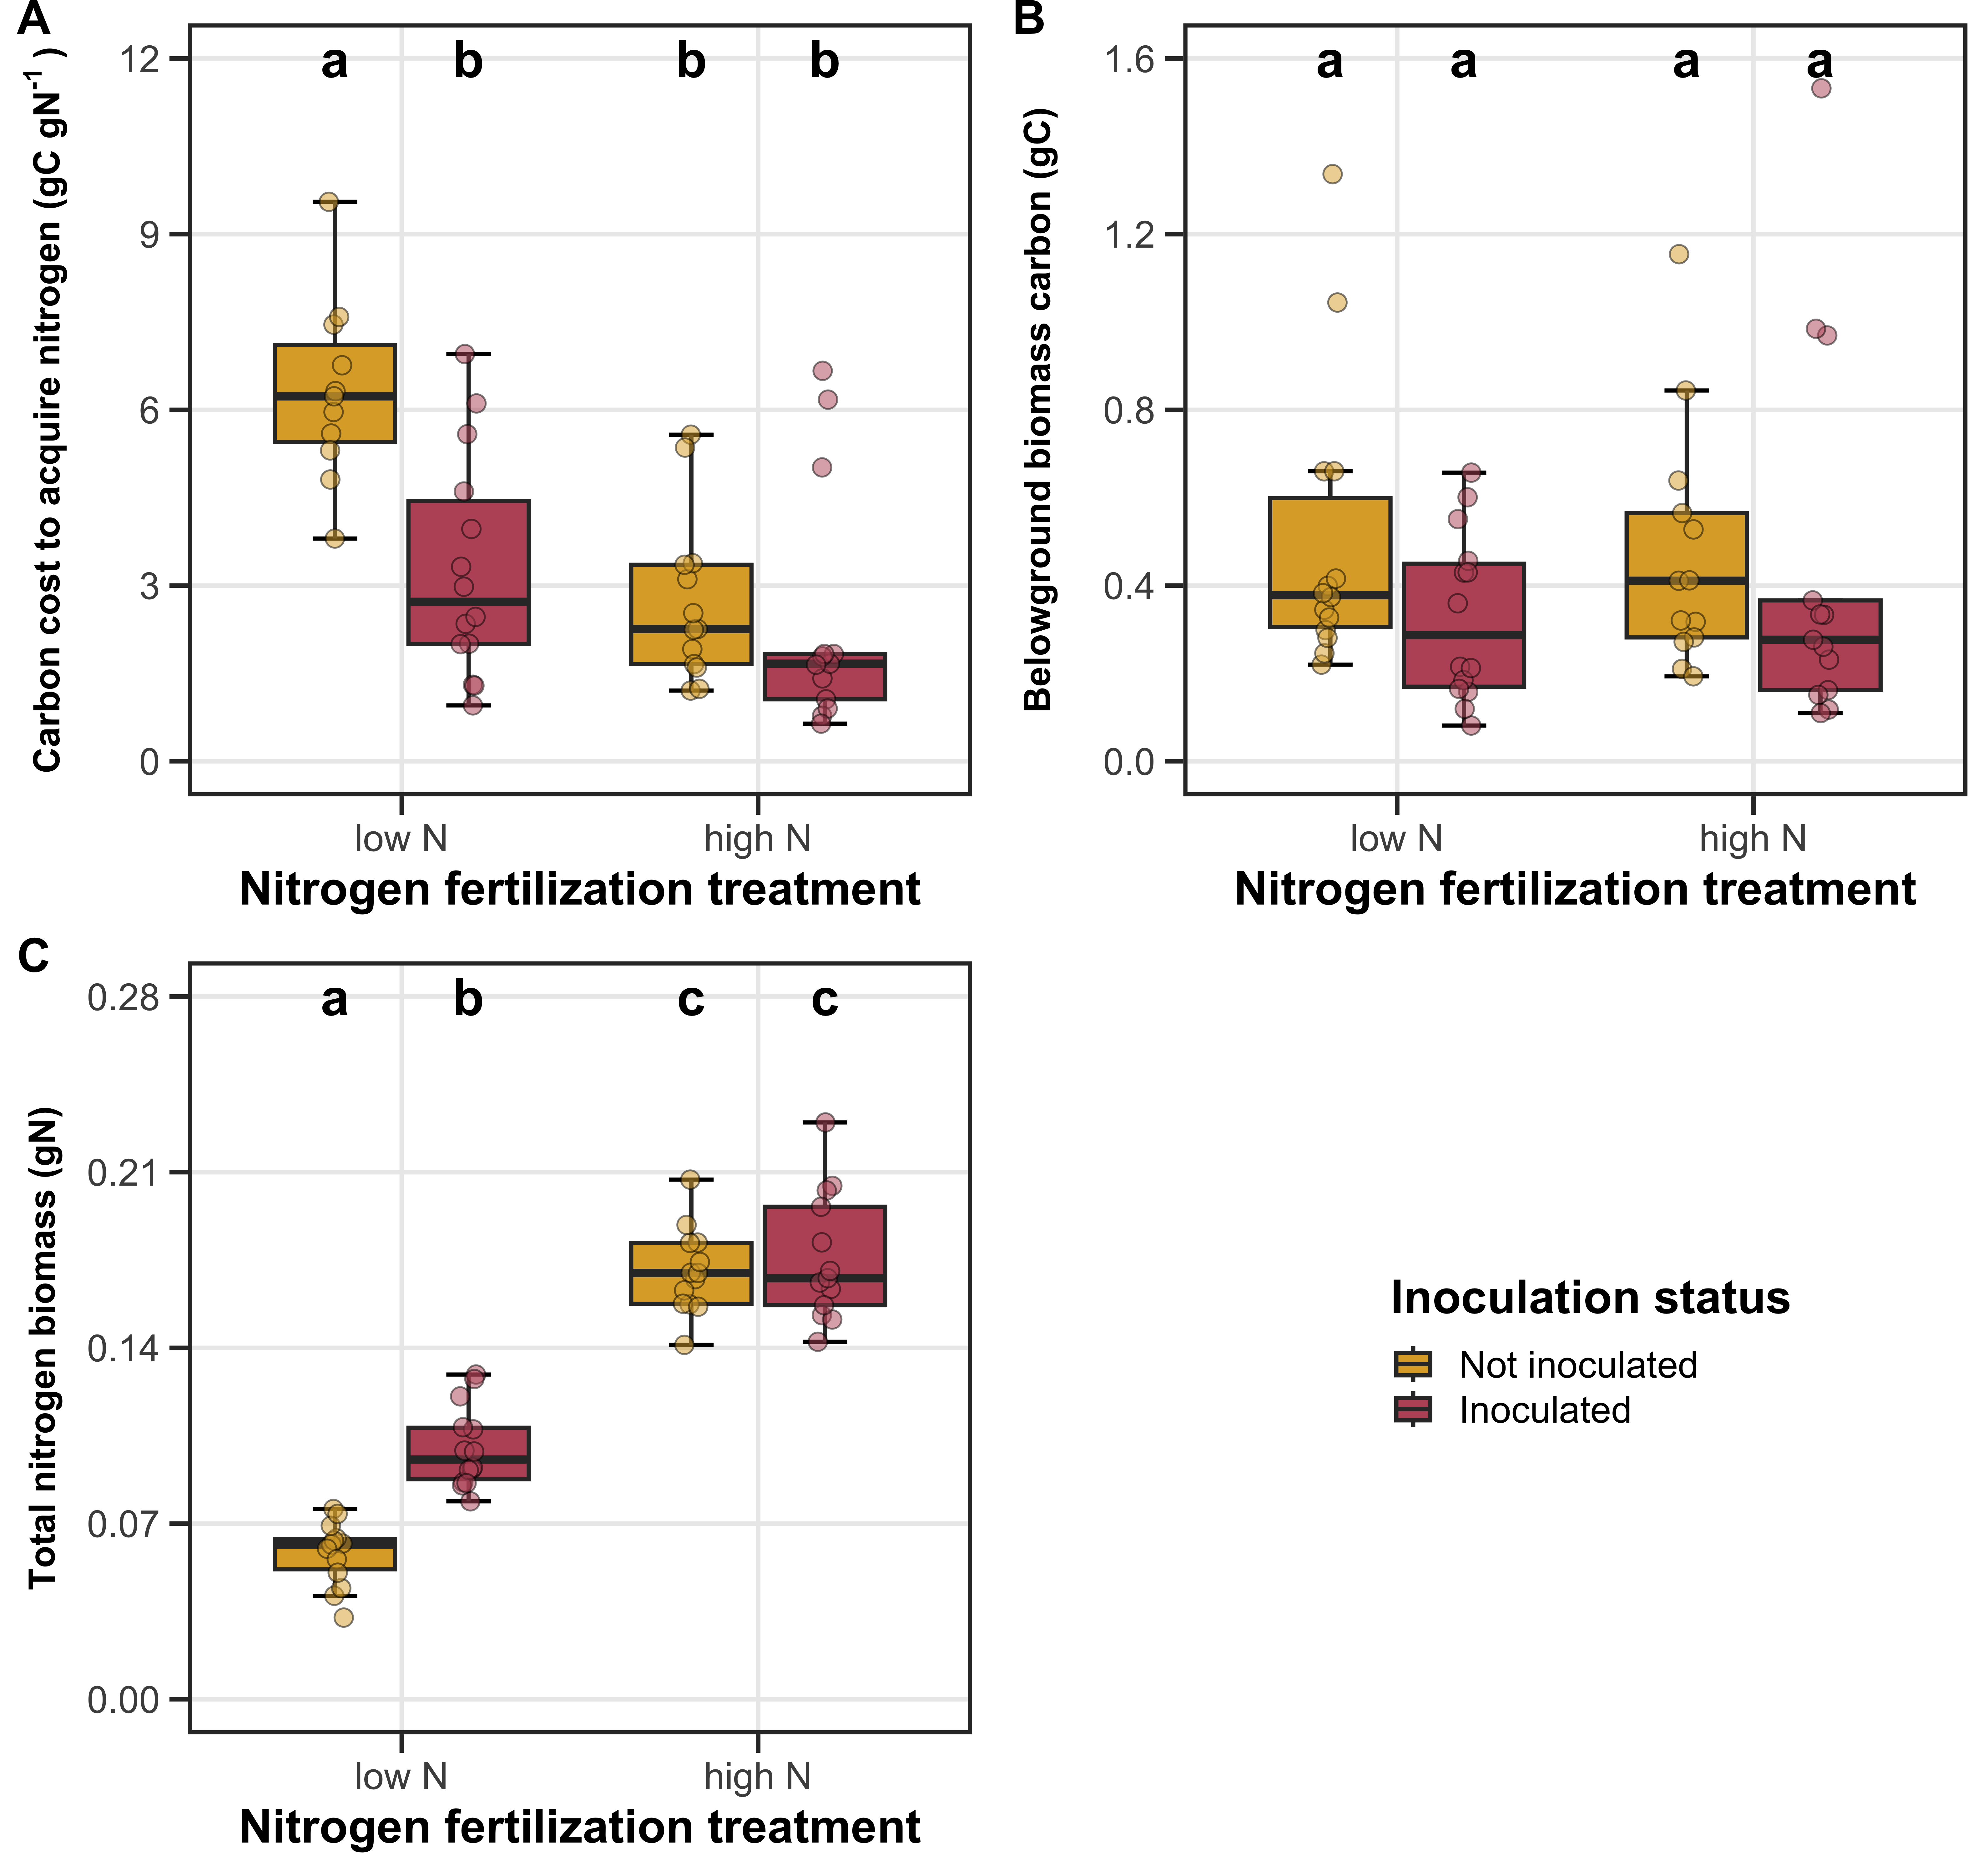 A
Carbon cost to acquire nitrogen (gC gN⁻¹ )
12
9
6
3
0
a b b b
low N high N
Nitrogen fertilization treatment
B
Belowground biomass carbon (gC)
1.6
1.2
0.8
0.4
0.0
a a a a
low N high N
Nitrogen fertilization treatment
C
Total nitrogen biomass (gN)
0.28
0.21
0.14
0.07
0.00
a b c c
low N high N
Nitrogen fertilization treatment
Inoculation status
Not inoculated
Inoculated